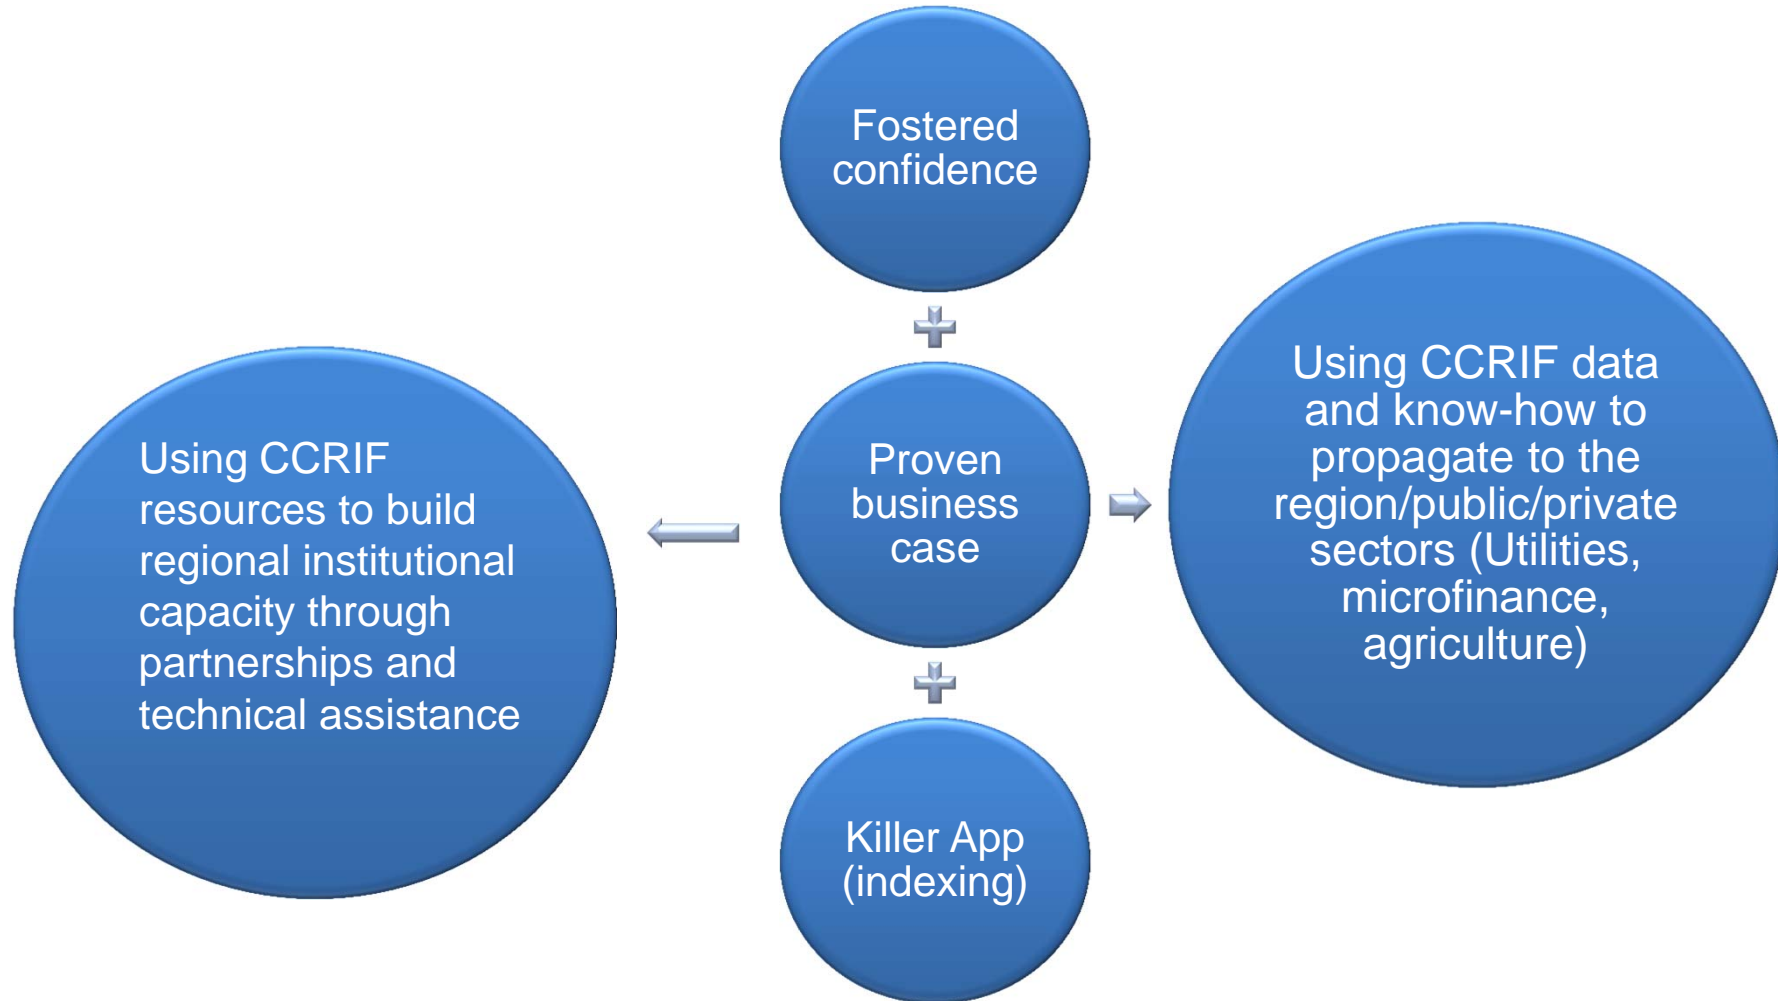 Fostered
confidence
Using CCRIF
resources to build
regional institutional
capacity through
partnerships and
technical assistance
Proven
business
case
Using CCRIF data
and know-how to
propagate to the
region/public/private
sectors (Utilities,
microfinance,
agriculture)
Killer App
(indexing)